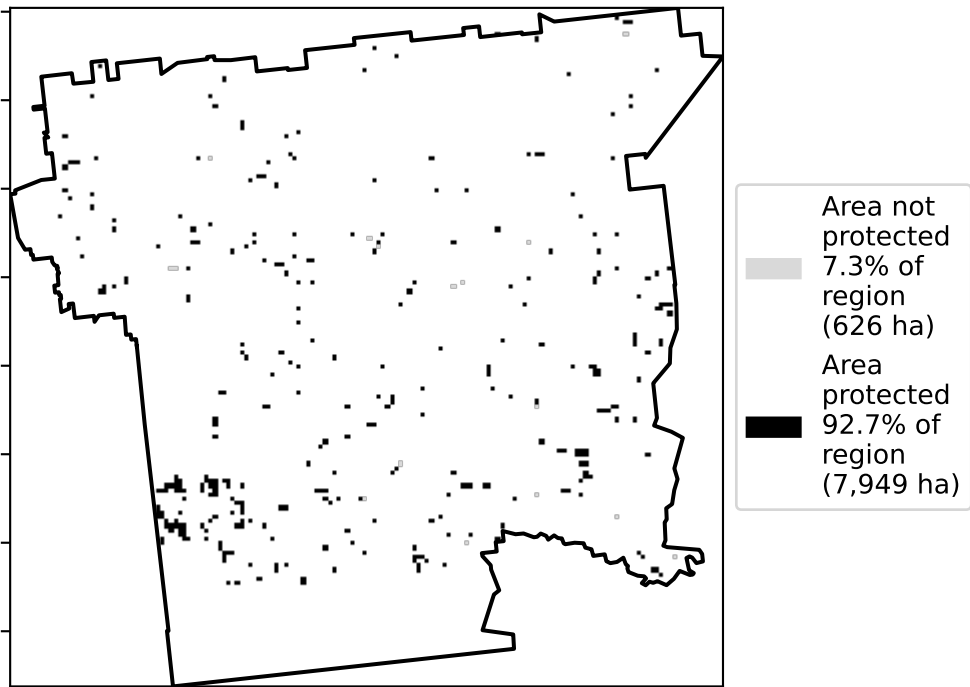 Area not
protected
7.3% of
region
(626 ha)
Area
protected
92.7% of
region
(7,949 ha)